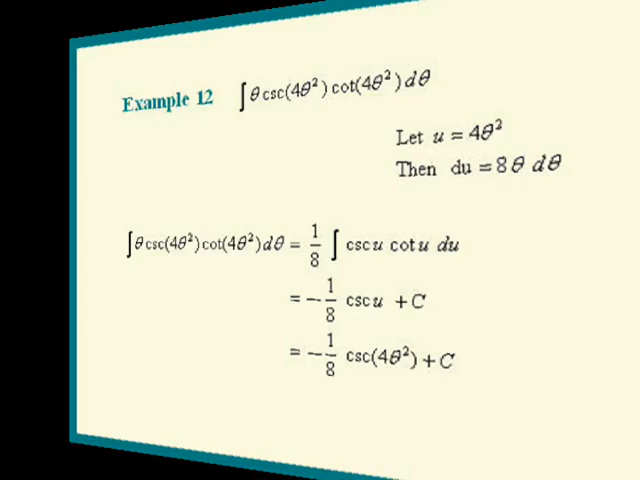 Example 12 ∫θ csc(4θ²) cot(4θ²) dθ
Let u = 4θ²
Then du = 8θ dθ
∫θ csc(4θ²) cot(4θ²) dθ = 1/8 ∫ csc u cot u du
= -1/8 csc u + C
= -1/8 csc(4θ²) + C